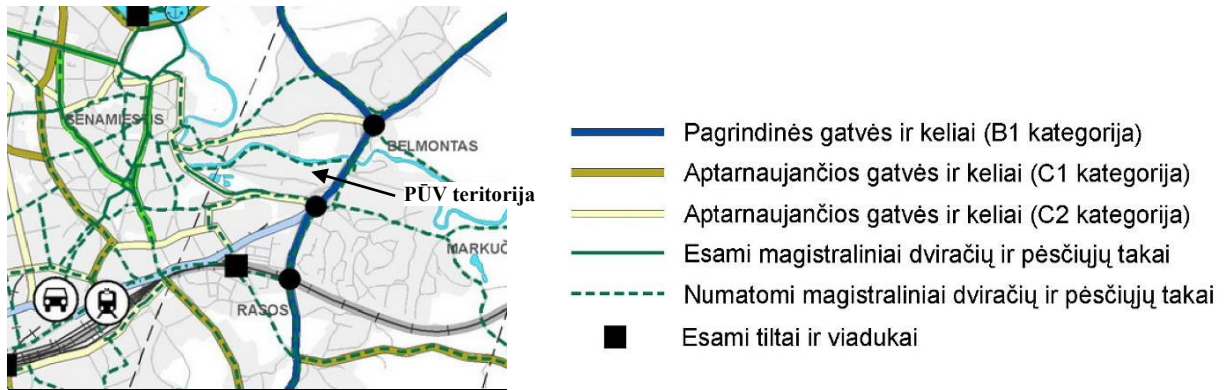 SENAMIESTIS
BELMONTAS
PŪV teritorija
MARKUČ
RASOS
Pagrindinės gatvės ir keliai (B1 kategorija)
Aptarnaujančios gatvės ir keliai (C1 kategorija)
Aptarnaujančios gatvės ir keliai (C2 kategorija)
Esami magistraliniai dviračių ir pėsčiųjų takai
Numatomi magistraliniai dviračių ir pėsčiųjų takai
Esami tiltai ir viadukai